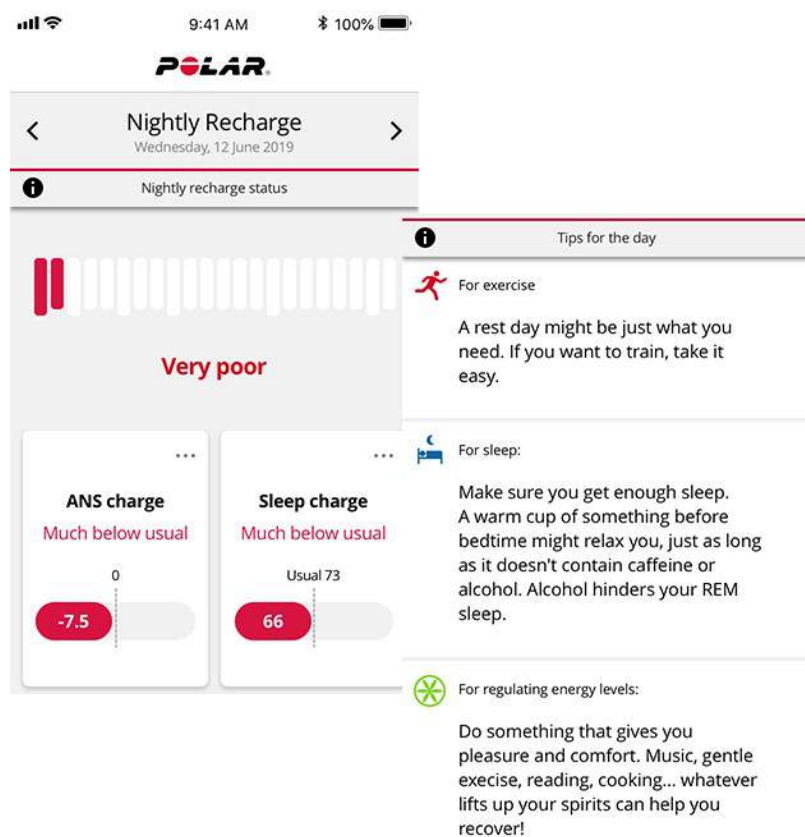 9:41 AM
100%
POLAR.
Nightly Recharge
Wednesday, 12 June 2019
Nightly recharge status
Very poor
ANS charge
Much below usual
0
-7.5
Sleep charge
Much below usual
Usual 73
66
Tips for the day
For exercise
A rest day might be just what you
need. If you want to train, take it
easy.
For sleep:
Make sure you get enough sleep.
A warm cup of something before
bedtime might relax you, just as long
as it doesn't contain caffeine or
alcohol. Alcohol hinders your REM
sleep.
For regulating energy levels:
Do something that gives you
pleasure and comfort. Music, gentle
execise, reading, cooking... whatever
lifts up your spirits can help you
recover!